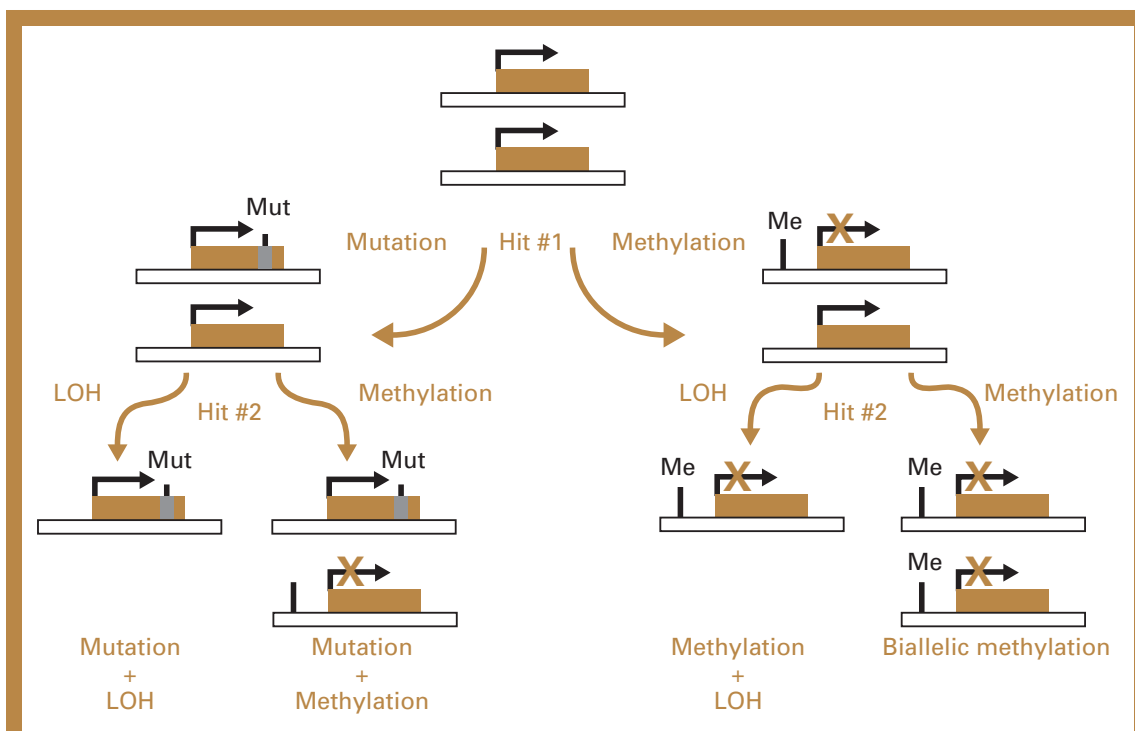 Mut
Me
Mutation
Hit #1
Methylation
LOH
Hit #2
Methylation
LOH
Hit #2
Methylation
Mut
Mut
Me
X
Me
X
Me
X
X
Me
X
Mutation
+
LOH
Mutation
+
Methylation
Methylation
+
LOH
Biallelic methylation